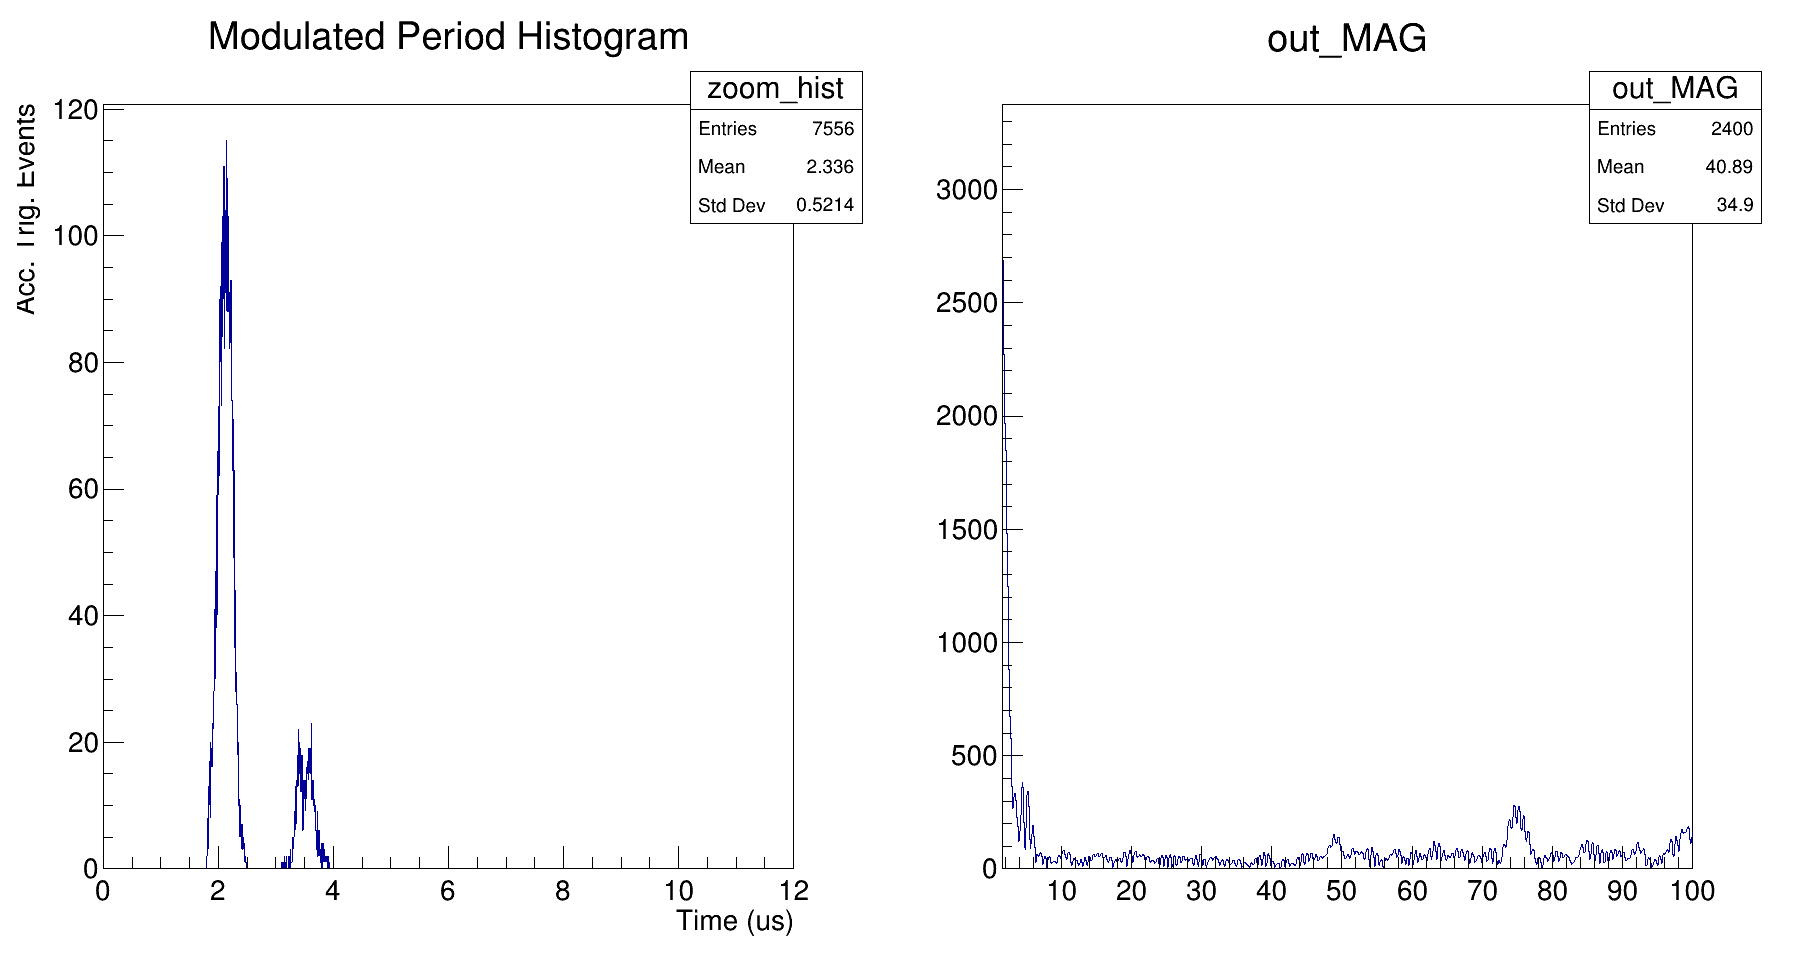 Modulated Period Histogram
zoom_hist
Entries 7556
Mean 2.336
Std Dev 0.5214
Acc. Trig. Events
120
100
80
60
40
20
0
0 2 4 6 8 10 12
Time (us)
out_MAG
out_MAG
Entries 2400
Mean 40.89
Std Dev 34.9
3000
2500
2000
1500
1000
500
0
10 20 30 40 50 60 70 80 90 100